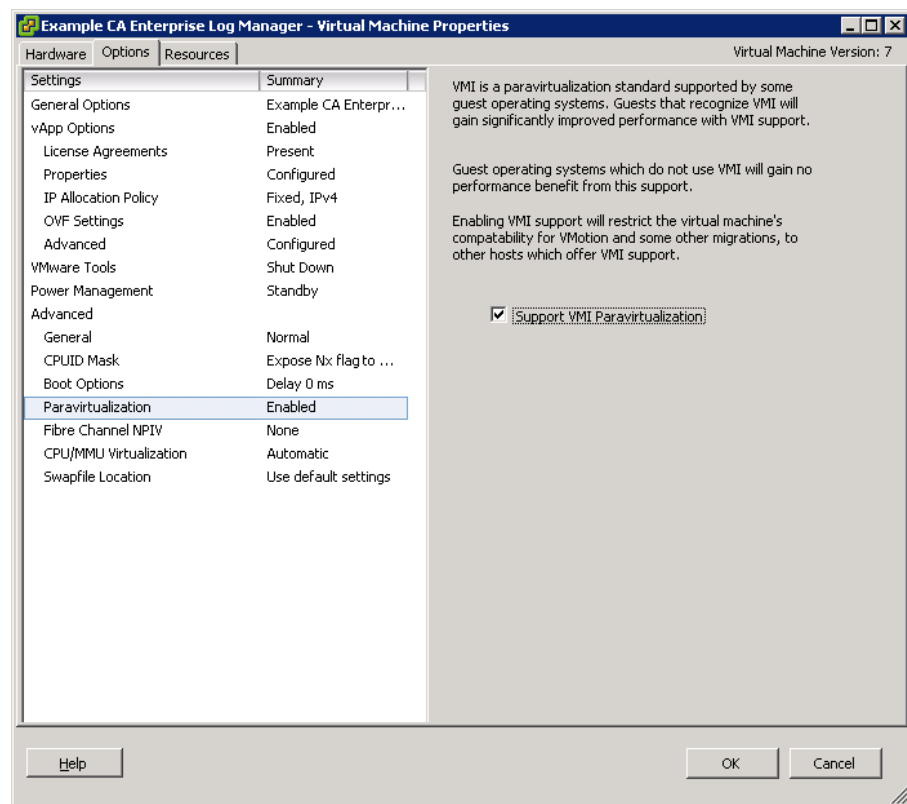 Example CA Enterprise Log Manager - Virtual Machine Properties
Hardware Options Resources Virtual Machine Version: 7
Settings Summary
General Options Example CA Enterpr...
vApp Options Enabled
License Agreements Present
Properties Configured
IP Allocation Policy Fixed, IPv4
OVF Settings Enabled
Advanced Configured
VMware Tools Shut Down
Power Management Standby
Advanced
General Normal
CPUID Mask Expose Nx flag to ...
Boot Options Delay 0 ms
Paravirtualization Enabled
Fibre Channel NPIV None
CPU/MMU Virtualization Automatic
Swapfile Location Use default settings
VMI is a paravirtualization standard supported by some
guest operating systems. Guests that recognize VMI will
gain significantly improved performance with VMI support.
Guest operating systems which do not use VMI will gain no
performance benefit from this support.
Enabling VMI support will restrict the virtual machine's
compatability for VMotion and some other migrations, to
other hosts which offer VMI support.
Support VMI Paravirtualization
Help OK Cancel